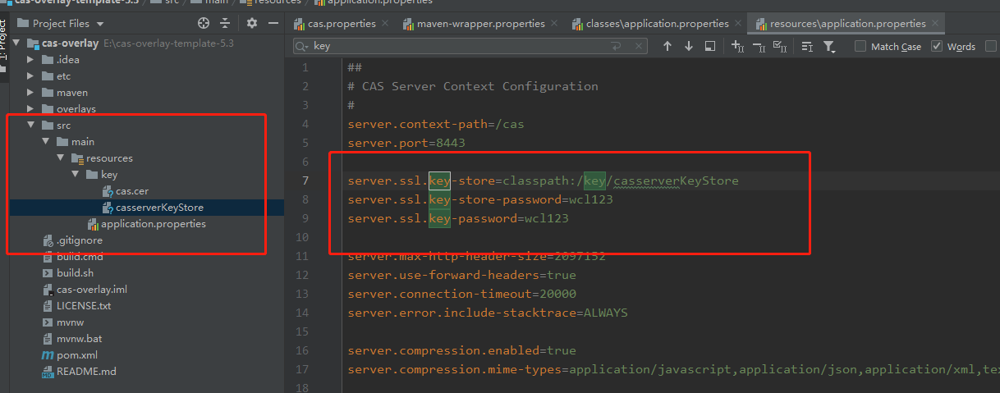 cas-overlay-template-5.3 src main resources application.properties
1: Project
Project Files
cas.properties
maven-wrapper.properties
classes\application.properties
resources\application.properties
key
Match Case
Words
cas-overlay E:\cas-overlay-template-5.3
.idea
etc
maven
overlays
src
main
resources
key
cas.cer
casserverKeyStore
application.properties
.gitignore
build.cmd
build.sh
cas-overlay.iml
LICENSE.txt
mvnw
mvnw.bat
pom.xml
README.md
1 ##
2 # CAS Server Context Configuration
3 #
4 server.context-path=/cas
5 server.port=8443
6
7 server.ssl.key-store=classpath:/key/casserverKeyStore
8 server.ssl.key-store-password=wcl123
9 server.ssl.key-password=wcl123
10
11 server.max-http-header-size=2097152
12 server.use-forward-headers=true
13 server.connection-timeout=20000
14 server.error.include-stacktrace=ALWAYS
15
16 server.compression.enabled=true
17 server.compression.mime-types=application/javascript,application/json,application/xml,tex
18